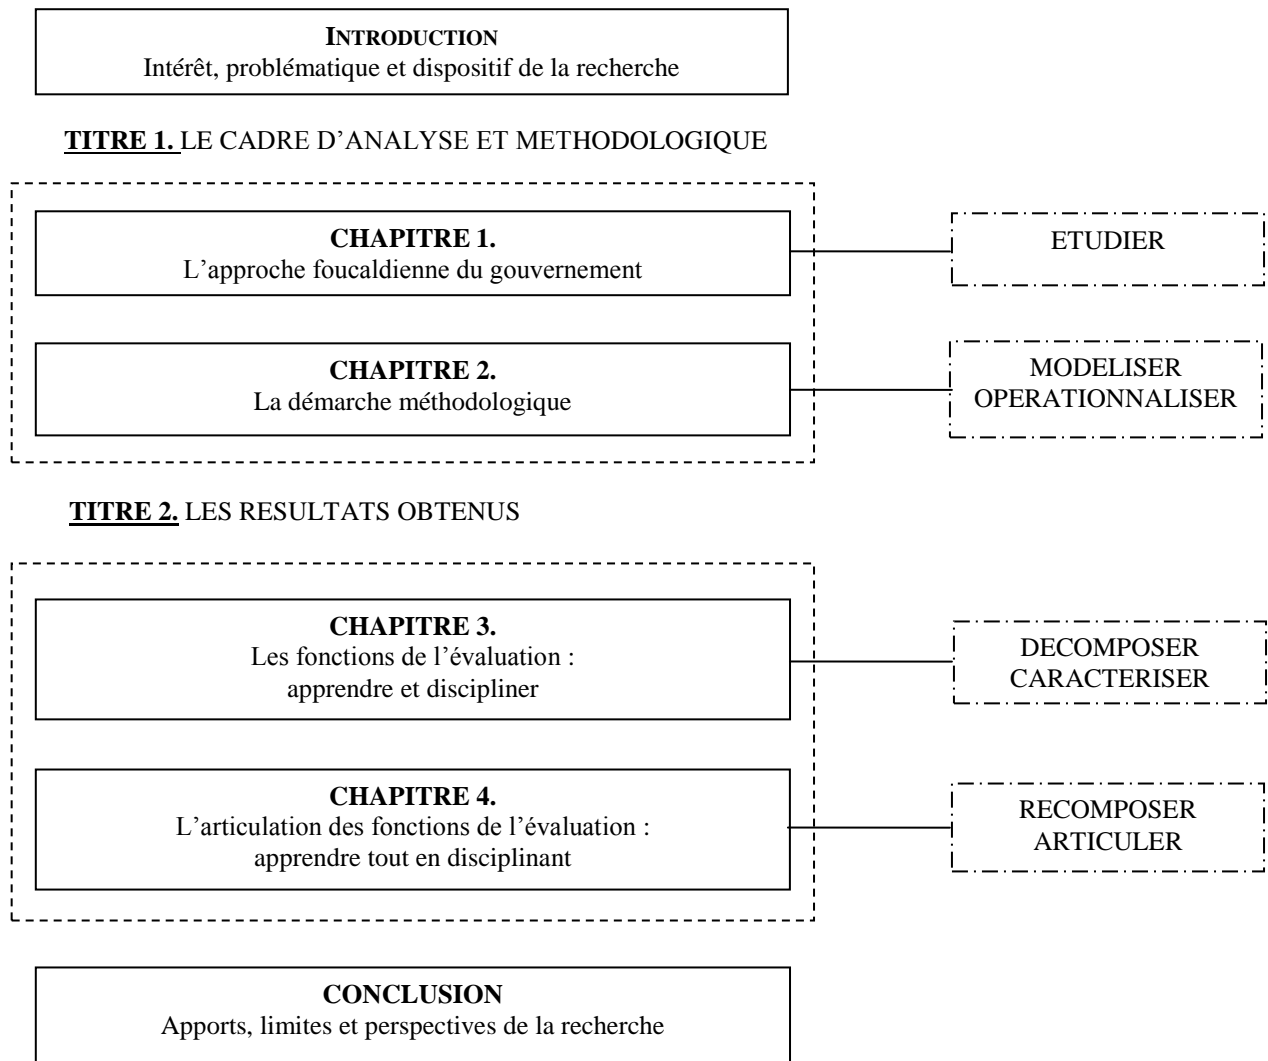 INTRODUCTION
Intérêt, problématique et dispositif de la recherche
TITRE 1. LE CADRE D’ANALYSE ET METHODOLOGIQUE
CHAPITRE 1.
L’approche foucaldienne du gouvernement
ETUDIER
CHAPITRE 2.
La démarche méthodologique
MODELISER
OPERATIONNALISER
TITRE 2. LES RESULTATS OBTENUS
CHAPITRE 3.
Les fonctions de l’évaluation :
apprendre et discipliner
DECOMPOSER
CARACTERISER
CHAPITRE 4.
L’articulation des fonctions de l’évaluation :
apprendre tout en disciplinant
RECOMPOSER
ARTICULER
CONCLUSION
Apports, limites et perspectives de la recherche